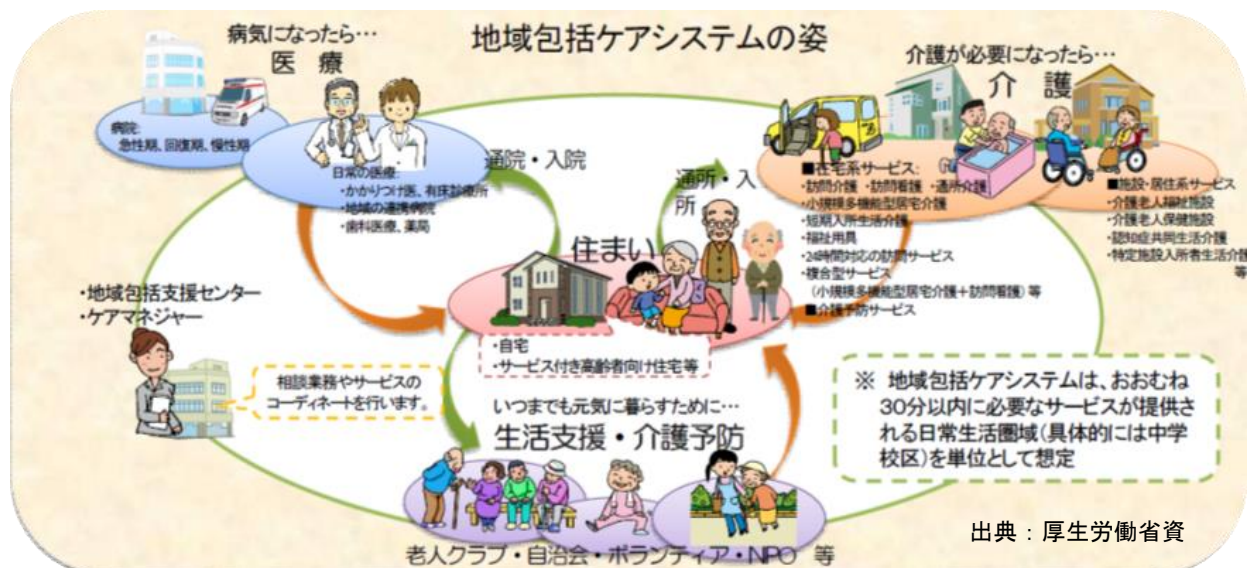 地域包括ケアシステムの姿
病気になったら…
医　療
病院:
急性期、回復期、慢性期
日常の医療:
・かかりつけ医、有床診療所
・地域の連携病院
・歯科医療、薬局
通院・入院
通所・入
所
介護が必要になったら…
介　護
■在宅系サービス:
・訪問介護　・訪問看護　・通所介護
・小規模多機能型居宅介護
・短期入所生活介護
・福祉用具
・24時間対応の訪問サービス
・複合型サービス
（小規模多機能型居宅介護＋訪問看護）等
■介護予防サービス
■施設・居住系サービス
・介護老人福祉施設
・介護老人保健施設
・認知症共同生活介護
・特定施設入所者生活介護
等
住まい
・自宅
・サービス付き高齢者向け住宅等
・地域包括支援センター
・ケアマネジャー
相談業務やサービスの
コーディネートを行います。
いつまでも元気に暮らすために…
生活支援・介護予防
老人クラブ・自治会・ボランティア・NPO　等
※　地域包括ケアシステムは、おおむね
30分以内に必要なサービスが提供さ
れる日常生活圏域（具体的には中学
校区）を単位として想定
出典：厚生労働省資